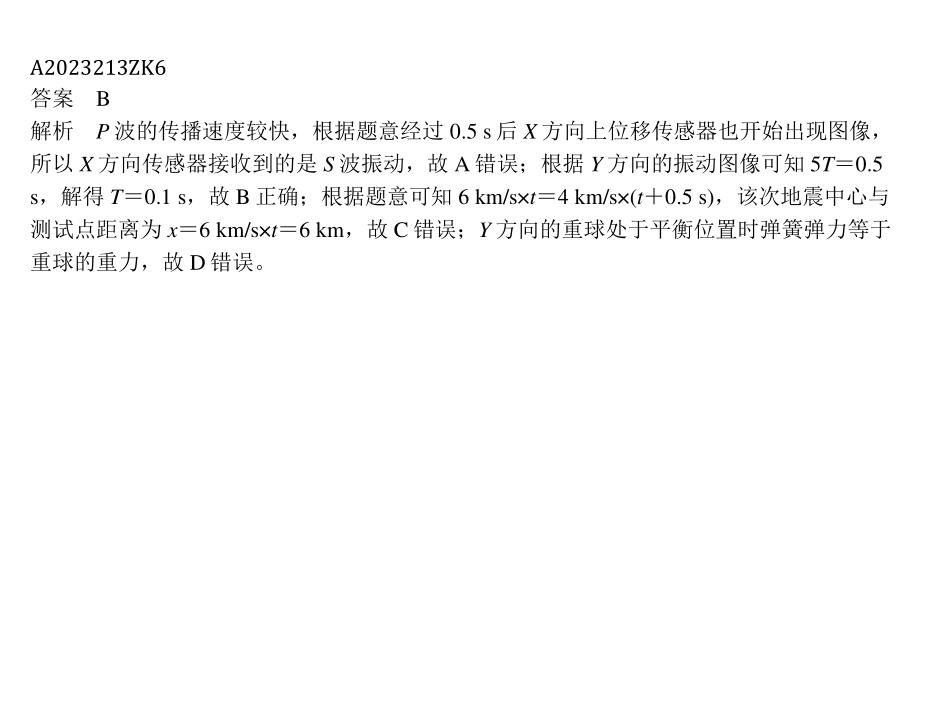 A2023213ZK6
答案　B
解析　P 波的传播速度较快，根据题意经过 0.5 s 后 X 方向上位移传感器也开始出现图像，
所以 X 方向传感器接收到的是 S 波振动，故 A 错误；根据 Y 方向的振动图像可知 5T＝0.5
s，解得 T＝0.1 s，故 B 正确；根据题意可知 6 km/s×t＝4 km/s×(t＋0.5 s)，该次地震中心与
测试点距离为 x＝6 km/s×t＝6 km，故 C 错误；Y 方向的重球处于平衡位置时弹簧弹力等于
重球的重力，故 D 错误。